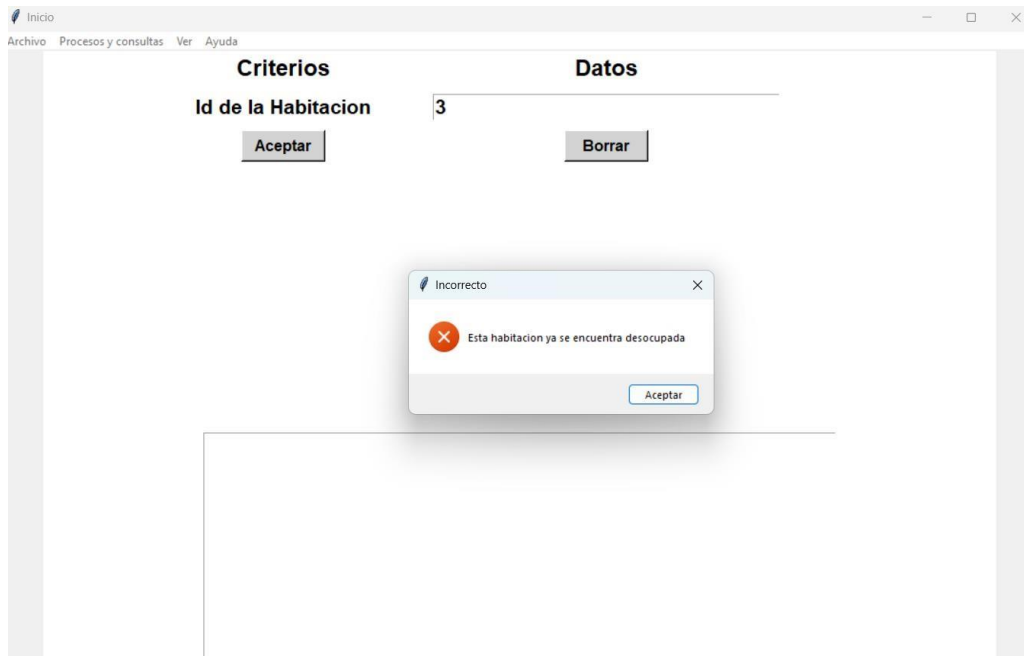 Inicio
Archivo Procesos y consultas Ver Ayuda
Criterios Datos
Id de la Habitacion 3
Aceptar Borrar
Incorrecto
Esta habitacion ya se encuentra desocupada
Aceptar